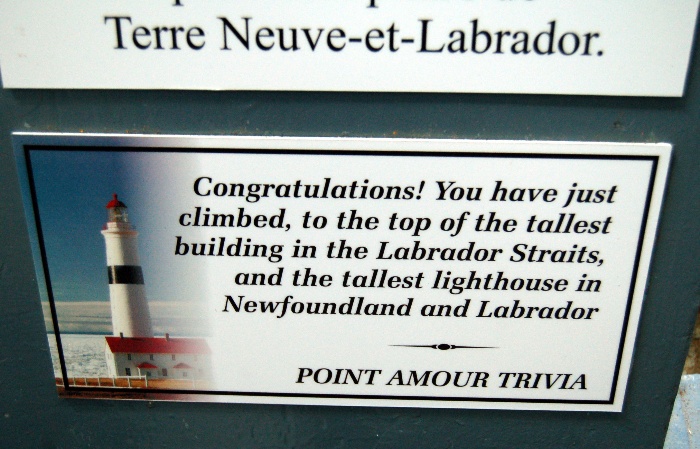 Terre Neuve-et-Labrador.
Congratulations! You have just
climbed, to the top of the tallest
building in the Labrador Straits,
and the tallest lighthouse in
Newfoundland and Labrador
POINT AMOUR TRIVIA